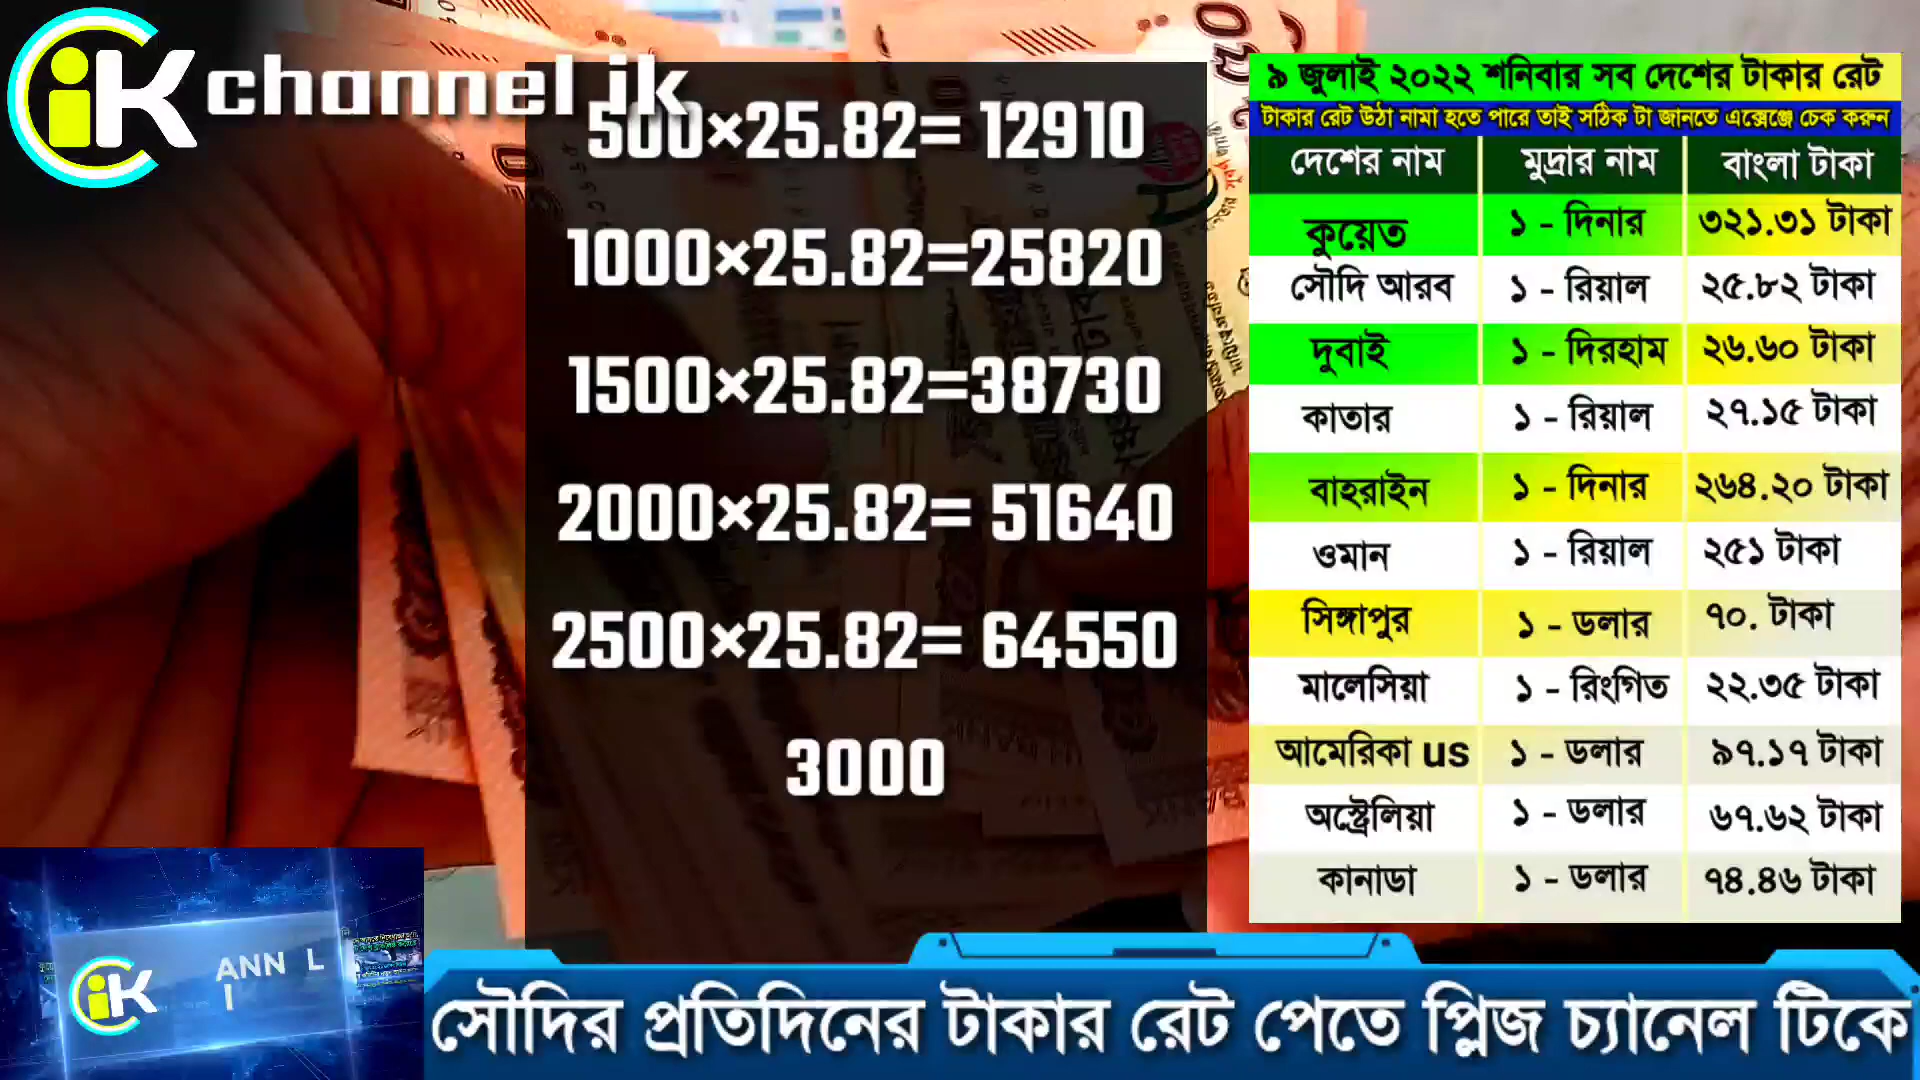 iK channel ik
500×25.82= 12910
1000×25.82=25820
1500×25.82=38730
2000×25.82= 51640
2500×25.82= 64550
3000
৯ জুলাই ২০২২ শনিবার সব দেশের টাকার রেট
টাকার রেট উঠা নামা হতে পারে তাই সঠিক টা জানতে এক্সেঞ্জে চেক করুন
দেশের নাম মুদ্রার নাম বাংলা টাকা
কুয়েত ১ - দিনার ৩২১.৩১ টাকা
সৌদি আরব ১ - রিয়াল ২৫.৮২ টাকা
দুবাই ১ - দিরহাম ২৬.৬০ টাকা
কাতার ১ - রিয়াল ২৭.১৫ টাকা
বাহরাইন ১ - দিনার ২৬৪.২০ টাকা
ওমান ১ - রিয়াল ২৫১ টাকা
সিঙ্গাপুর ১ - ডলার ৭০. টাকা
মালেসিয়া ১ - রিংগিত ২২.৩৫ টাকা
আমেরিকা us ১ - ডলার ৯৭.১৭ টাকা
অস্ট্রেলিয়া ১ - ডলার ৬৭.৬২ টাকা
কানাডা ১ - ডলার ৭৪.৪৬ টাকা
iK ANN L
I
সৌদির প্রতিদিনের টাকার রেট পেতে প্লিজ চ্যানেল টিকে